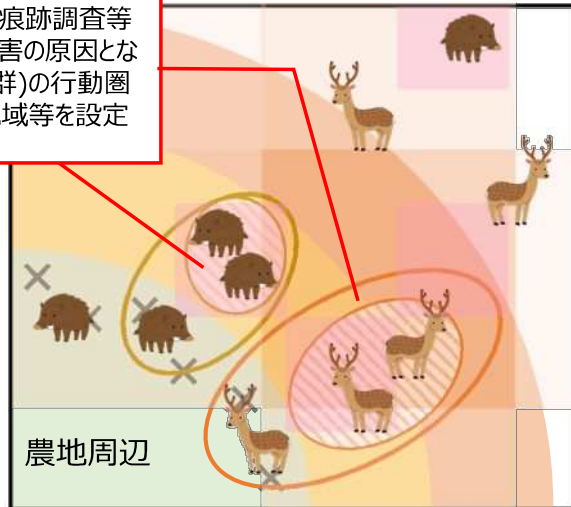 痕跡調査等
害の原因とな
群)の行動圏
域等を設定
農地周辺